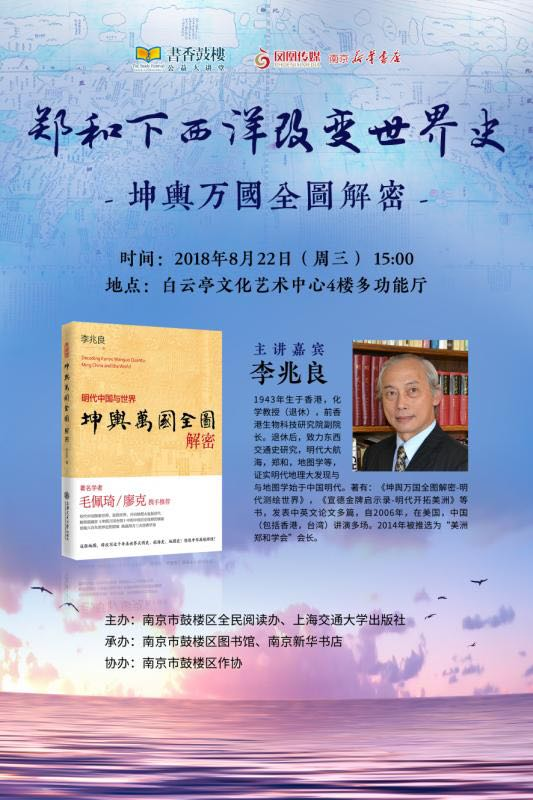 書香鼓樓
公益大讲堂
凤凰传媒
PHOENIXMEDIA
南京 新华书店
郑和下西洋改变世界史
- 坤舆万國全圖解密 -
时间：2018年8月22日（周三） 15:00
地点：白云亭文化艺术中心4楼多功能厅
李兆良
Decoding Kunyu Wanguo Quantu
Ming China and the World
明代中国与世界
坤輿萬國全圖
解密
著名学者
毛佩琦/廖克 携手推荐
主讲嘉宾
李兆良
1943年生于香港，化
学教授（退休），前香
港生物科技研究院副院
长。退休后，致力东西
交通史研究，明代大航
海，郑和，地图学等，
证实明代地理大发现与
与地图学始于中国明代。著有：《坤舆万国全图解密-明
代测绘世界》，《宣德金牌启示录-明代开拓美洲》等
书，发表中英文论文多篇，自2006年，在美国，中国
（包括香港，台湾）讲演多场。2014年被推选为“美洲
郑和学会”会长。
主办：南京市鼓楼区全民阅读办、上海交通大学出版社
承办：南京市鼓楼区图书馆、南京新华书店
协办：南京市鼓楼区作协